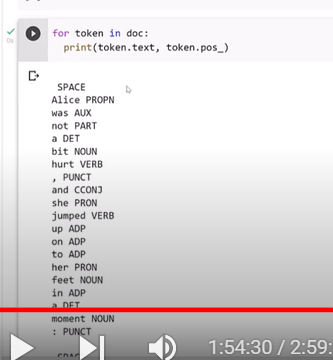 for token in doc:
print(token.text, token.pos_)
SPACE
Alice PROPN
was AUX
not PART
a DET
bit NOUN
hurt VERB
, PUNCT
and CCONJ
she PRON
jumped VERB
up ADP
on ADP
to ADP
her PRON
feet NOUN
in ADP
a DET
moment NOUN
: PUNCT
SPACE
1:54:30 / 2:59: